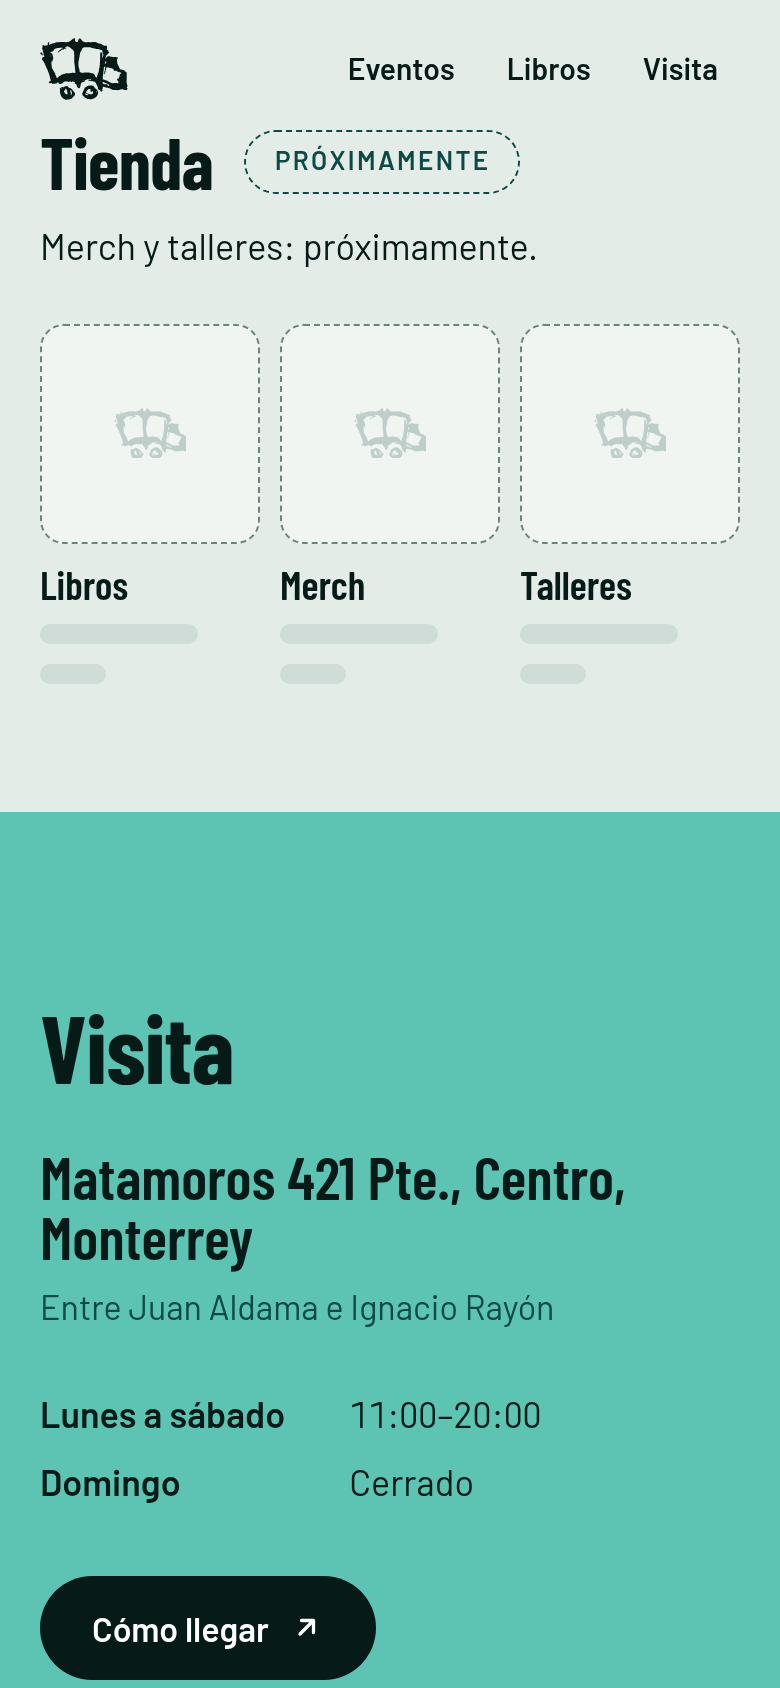 Eventos Libros Visita
Tienda PRÓXIMAMENTE
Merch y talleres: próximamente.
Libros Merch Talleres
Visita
Matamoros 421 Pte., Centro,
Monterrey
Entre Juan Aldama e Ignacio Rayón
Lunes a sábado 11:00–20:00
Domingo Cerrado
Cómo llegar